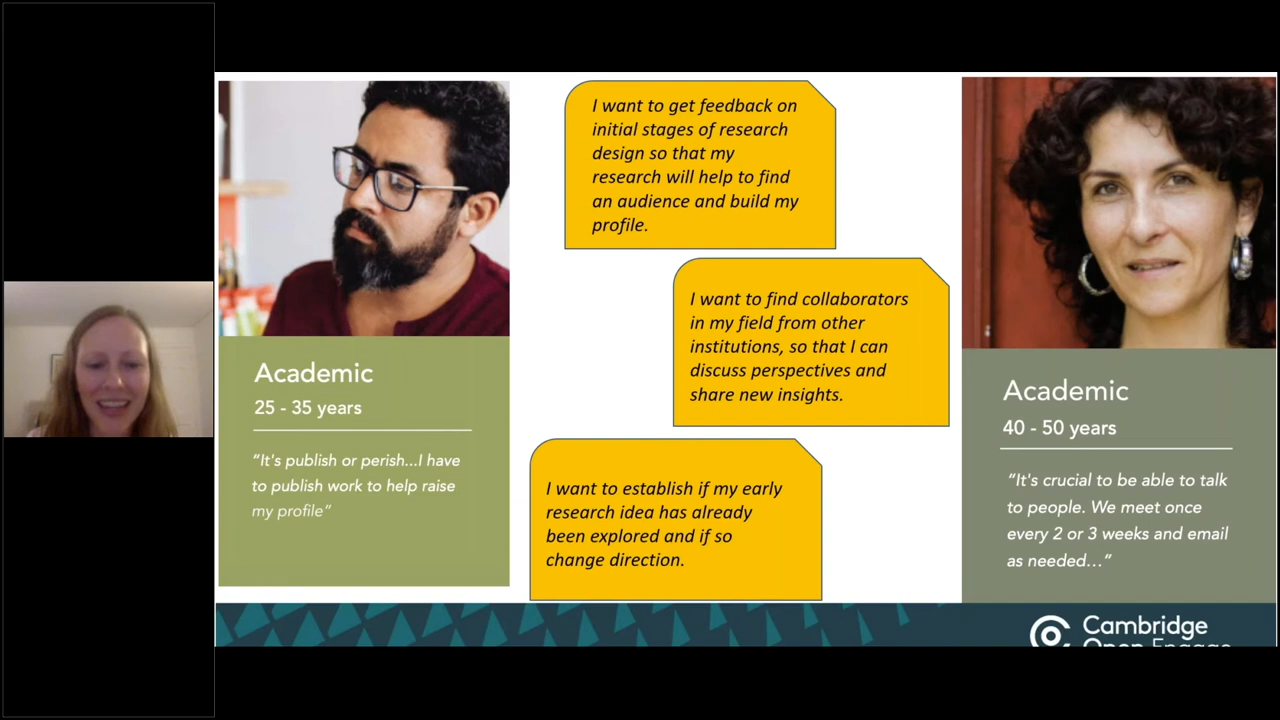 Academic
25 - 35 years
“It's publish or perish...I have
to publish work to help raise
my profile”
I want to get feedback on
initial stages of research
design so that my
research will help to find
an audience and build my
profile.
I want to find collaborators
in my field from other
institutions, so that I can
discuss perspectives and
share new insights.
I want to establish if my early
research idea has already
been explored and if so
change direction.
Academic
40 - 50 years
“It's crucial to be able to talk
to people. We meet once
every 2 or 3 weeks and email
as needed...”
Cambridge
Open Engage